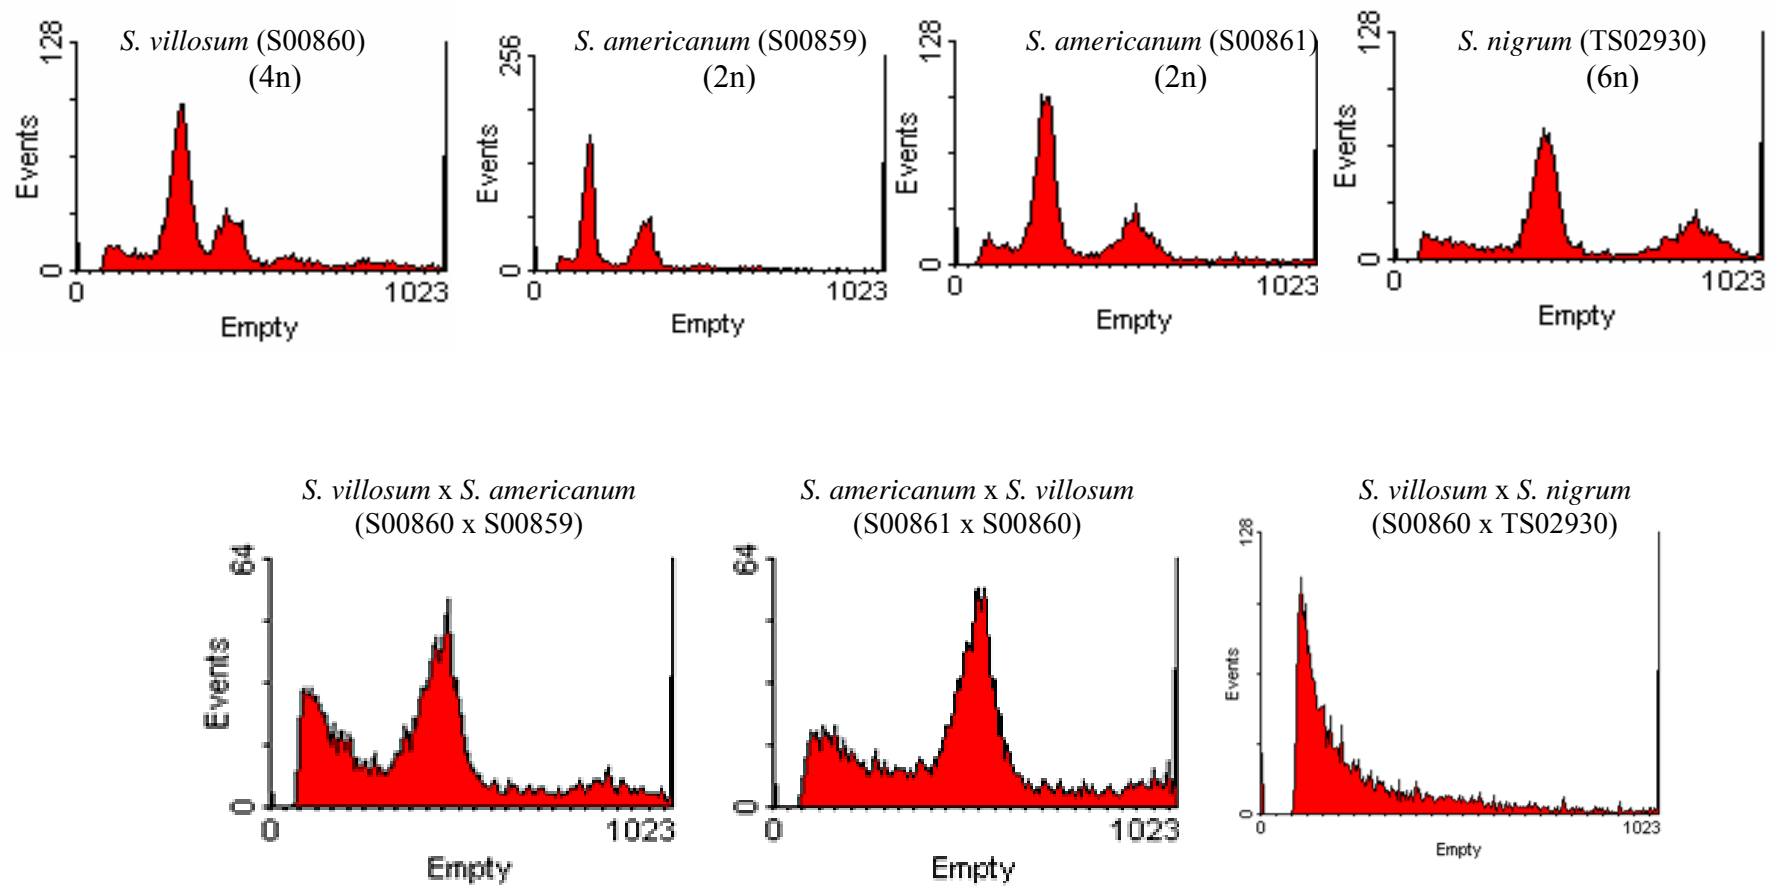 S. villosum (S00860)
(4n)
128
Events
0
0
1023
Empty
S. americanum (S00859)
(2n)
256
Events
0
0
1023
Empty
S. americanum (S00861)
(2n)
128
Events
0
0
1023
Empty
S. nigrum (TS02930)
(6n)
128
Events
0
0
1023
Empty
S. villosum x S. americanum
(S00860 x S00859)
64
Events
0
0
1023
Empty
S. americanum x S. villosum
(S00861 x S00860)
64
Events
0
0
1023
Empty
S. villosum x S. nigrum
(S00860 x TS02930)
128
Events
0
0
1023
Empty